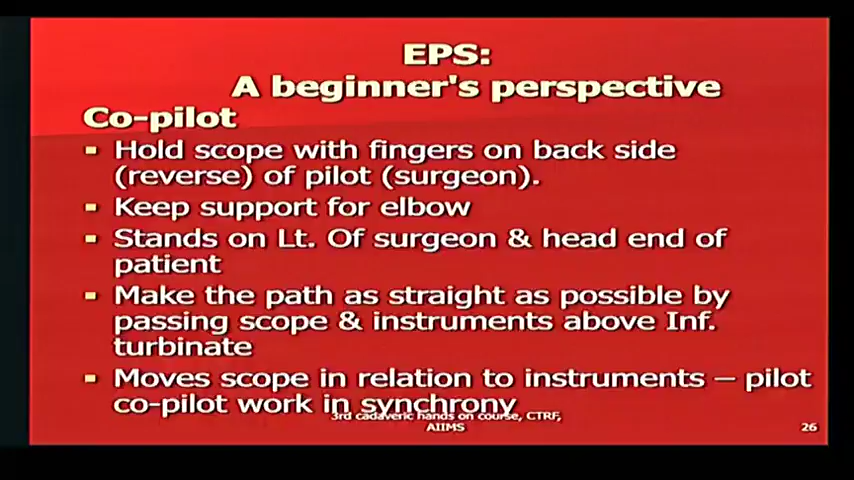 EPS:
A beginner's perspective
Co-pilot
Hold scope with fingers on back side
(reverse) of pilot (surgeon).
Keep support for elbow
Stands on Lt. Of surgeon & head end of
patient
Make the path as straight as possible by
passing scope & instruments above Inf.
turbinate
Moves scope in relation to instruments – pilot
co-pilot work in synchrony
3rd cadaveric hands on course, CTRF,
AIIMS
26